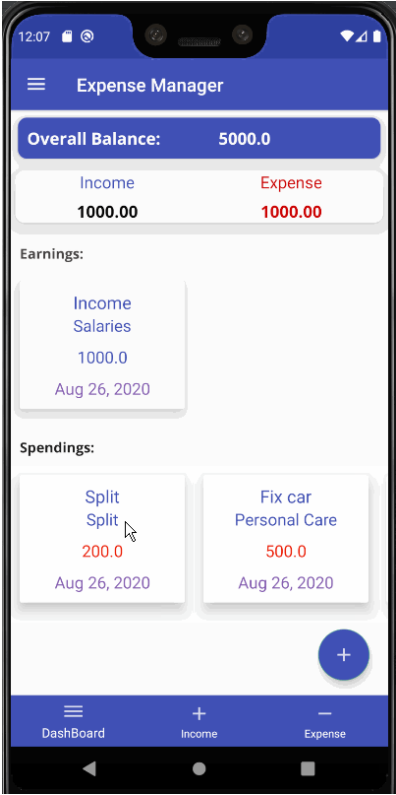 12:07
Expense Manager
Overall Balance: 5000.0
Income Expense
1000.00 1000.00
Earnings:
Income
Salaries
1000.0
Aug 26, 2020
Spendings:
Split Fix car
Split Personal Care
200.0 500.0
Aug 26, 2020 Aug 26, 2020
+
DashBoard Income Expense